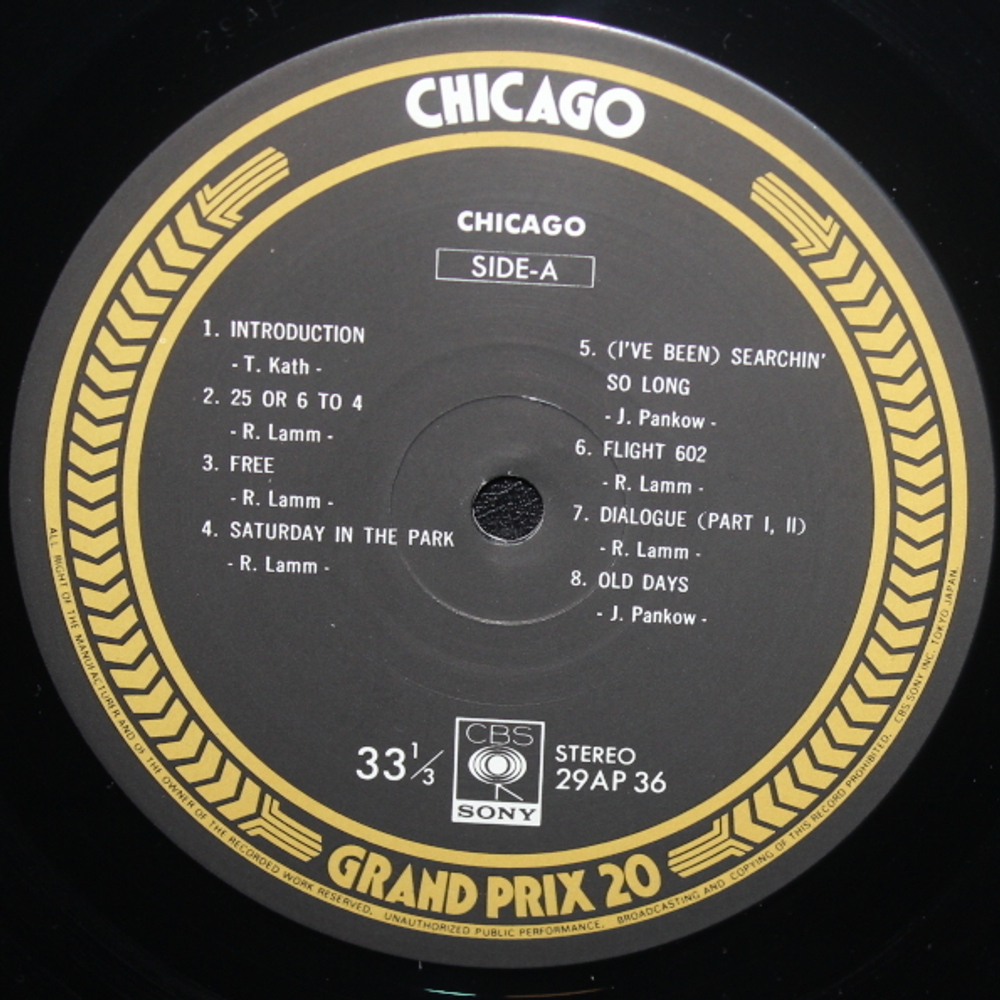 CHICAGO
CHICAGO
SIDE-A
1. INTRODUCTION
- T. Kath -
2. 25 OR 6 TO 4
- R. Lamm -
3. FREE
- R. Lamm -
4. SATURDAY IN THE PARK
- R. Lamm -
5. (I'VE BEEN) SEARCHIN'
SO LONG
- J. Pankow -
6. FLIGHT 602
- R. Lamm -
7. DIALOGUE (PART I, II)
- R. Lamm -
8. OLD DAYS
- J. Pankow -
33 1/3
CBS
SONY
STEREO
29AP 36
GRAND PRIX 20
ALL RIGHT OF THE MANUFACTURER AND OF THE OWNER OF THE RECORDED WORK RESERVED. UNAUTHORIZED PUBLIC PERFORMANCE. BROADCASTING AND COPYING OF THIS RECORD PROHIBITED. CBS SONY INC. TOKYO JAPAN.